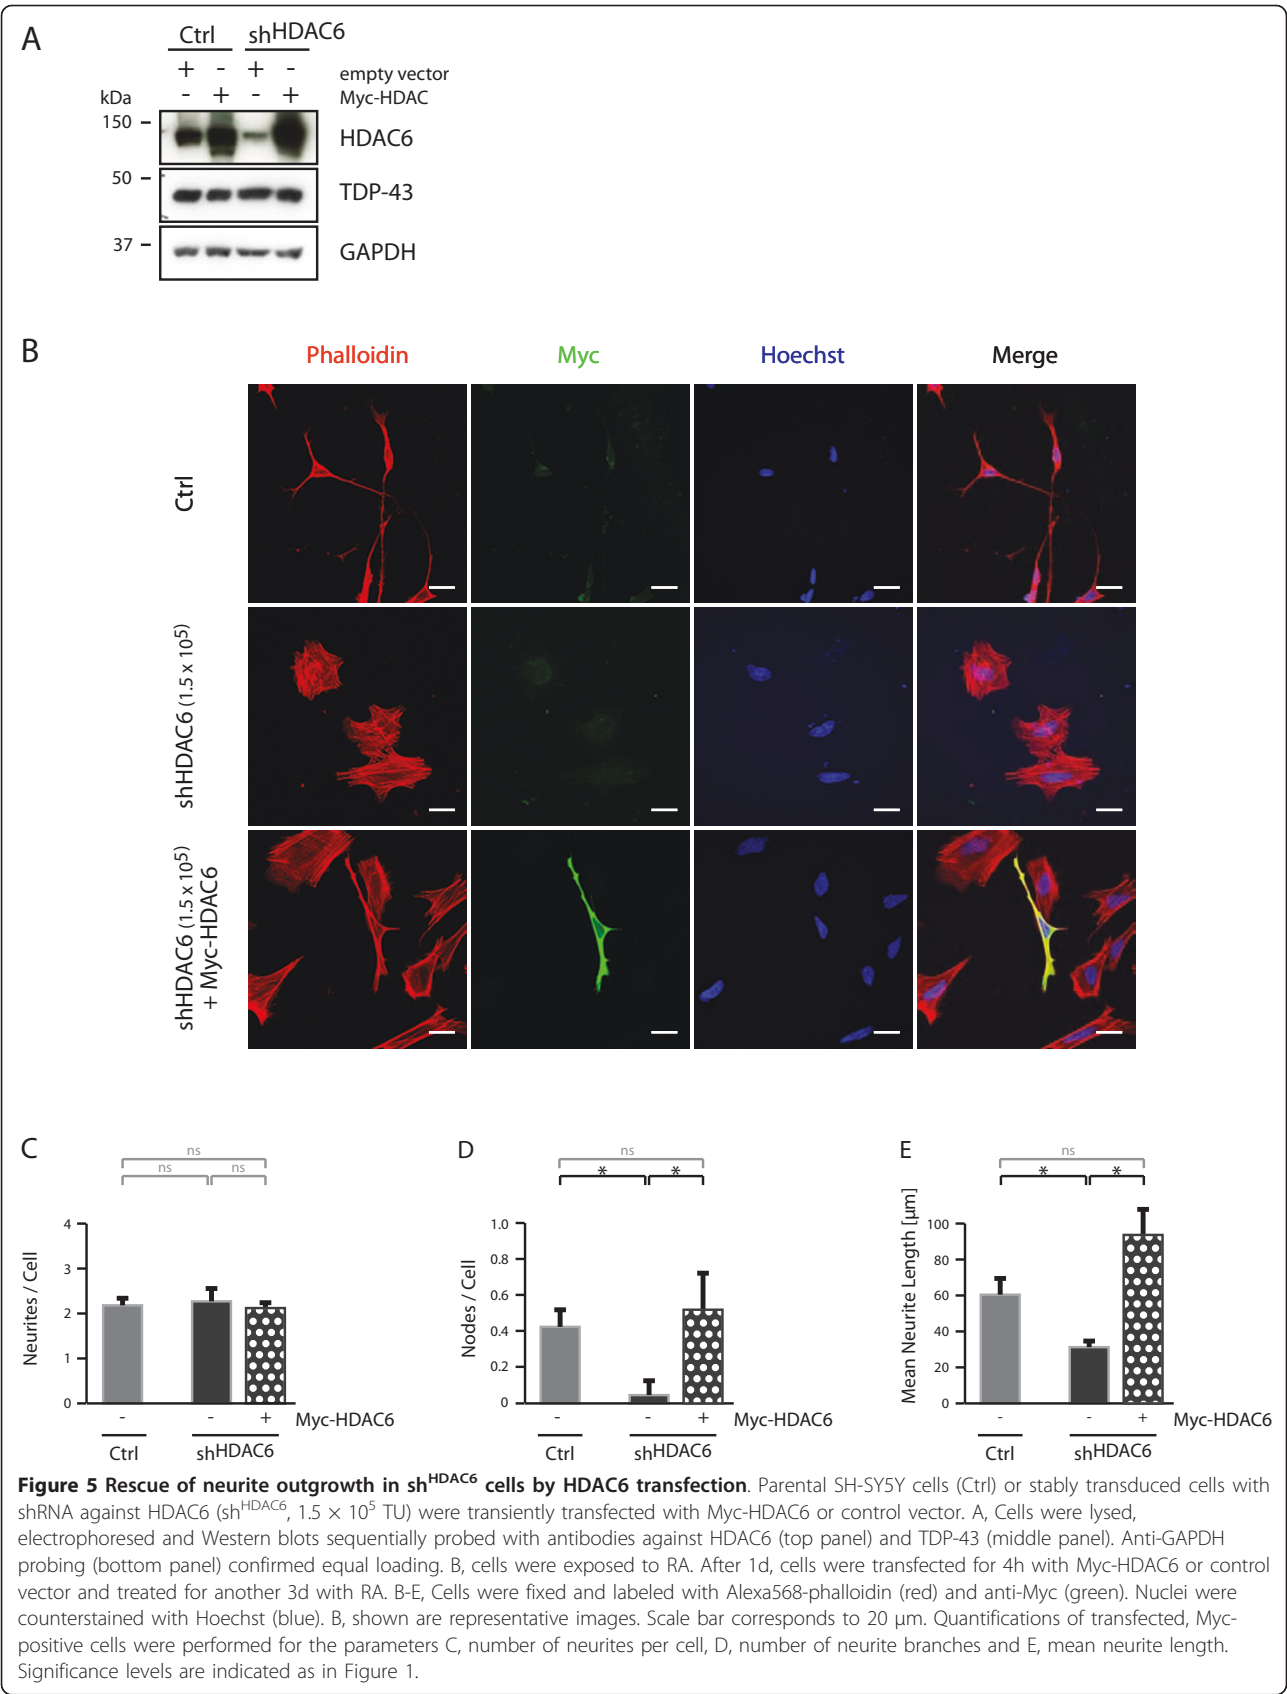 A
Ctrl shHDAC6
+ - + - empty vector
kDa - + - + Myc-HDAC
150 HDAC6
50 TDP-43
37 GAPDH
B
Phalloidin Myc Hoechst Merge
Ctrl
shHDAC6 (1.5 x 10^5)
shHDAC6 (1.5 x 10^5)
+ Myc-HDAC6
C
ns
ns ns
Neurites / Cell
4
3
2
1
0
- - + Myc-HDAC6
Ctrl shHDAC6
D
ns
* *
Nodes / Cell
1.0
0.8
0.6
0.4
0.2
0
- - + Myc-HDAC6
Ctrl shHDAC6
E
ns
* *
Mean Neurite Length [µm]
100
80
60
40
20
0
- - + Myc-HDAC6
Ctrl shHDAC6
Figure 5 Rescue of neurite outgrowth in sh^HDAC6 cells by HDAC6 transfection. Parental SH-SY5Y cells (Ctrl) or stably transduced cells with
shRNA against HDAC6 (sh^HDAC6, 1.5 × 10^5 TU) were transiently transfected with Myc-HDAC6 or control vector. A, Cells were lysed,
electrophoresed and Western blots sequentially probed with antibodies against HDAC6 (top panel) and TDP-43 (middle panel). Anti-GAPDH
probing (bottom panel) confirmed equal loading. B, cells were exposed to RA. After 1d, cells were transfected for 4h with Myc-HDAC6 or control
vector and treated for another 3d with RA. B-E, Cells were fixed and labeled with Alexa568-phalloidin (red) and anti-Myc (green). Nuclei were
counterstained with Hoechst (blue). B, shown are representative images. Scale bar corresponds to 20 µm. Quantifications of transfected, Myc-
positive cells were performed for the parameters C, number of neurites per cell, D, number of neurite branches and E, mean neurite length.
Significance levels are indicated as in Figure 1.